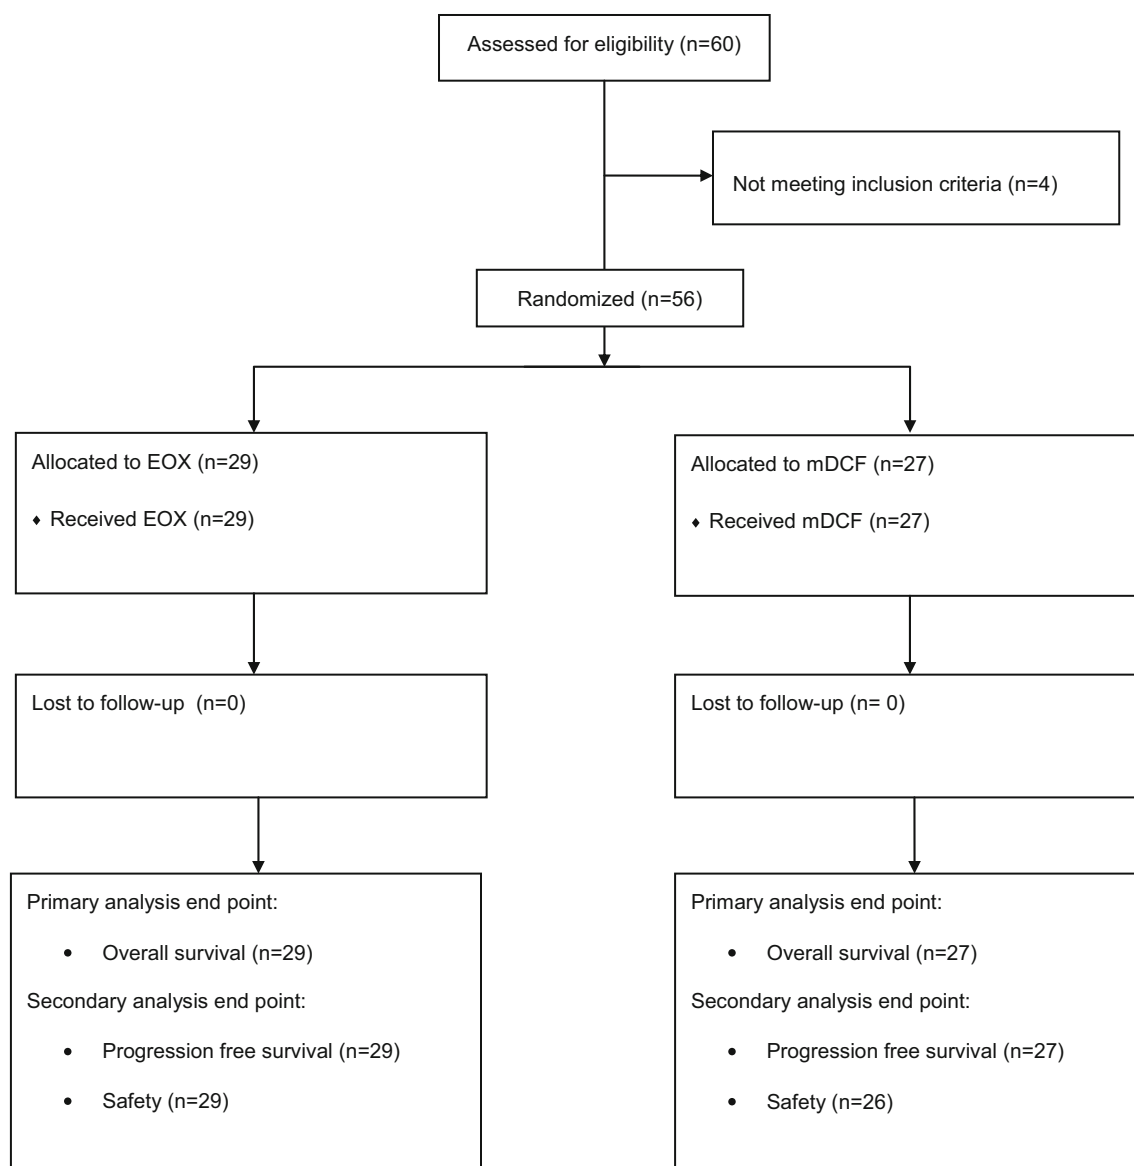 Assessed for eligibility (n=60)
Not meeting inclusion criteria (n=4)
Randomized (n=56)
Allocated to EOX (n=29)
♦ Received EOX (n=29)
Allocated to mDCF (n=27)
♦ Received mDCF (n=27)
Lost to follow-up (n=0)
Lost to follow-up (n= 0)
Primary analysis end point:
• Overall survival (n=29)
Secondary analysis end point:
• Progression free survival (n=29)
• Safety (n=29)
Primary analysis end point:
• Overall survival (n=27)
Secondary analysis end point:
• Progression free survival (n=27)
• Safety (n=26)